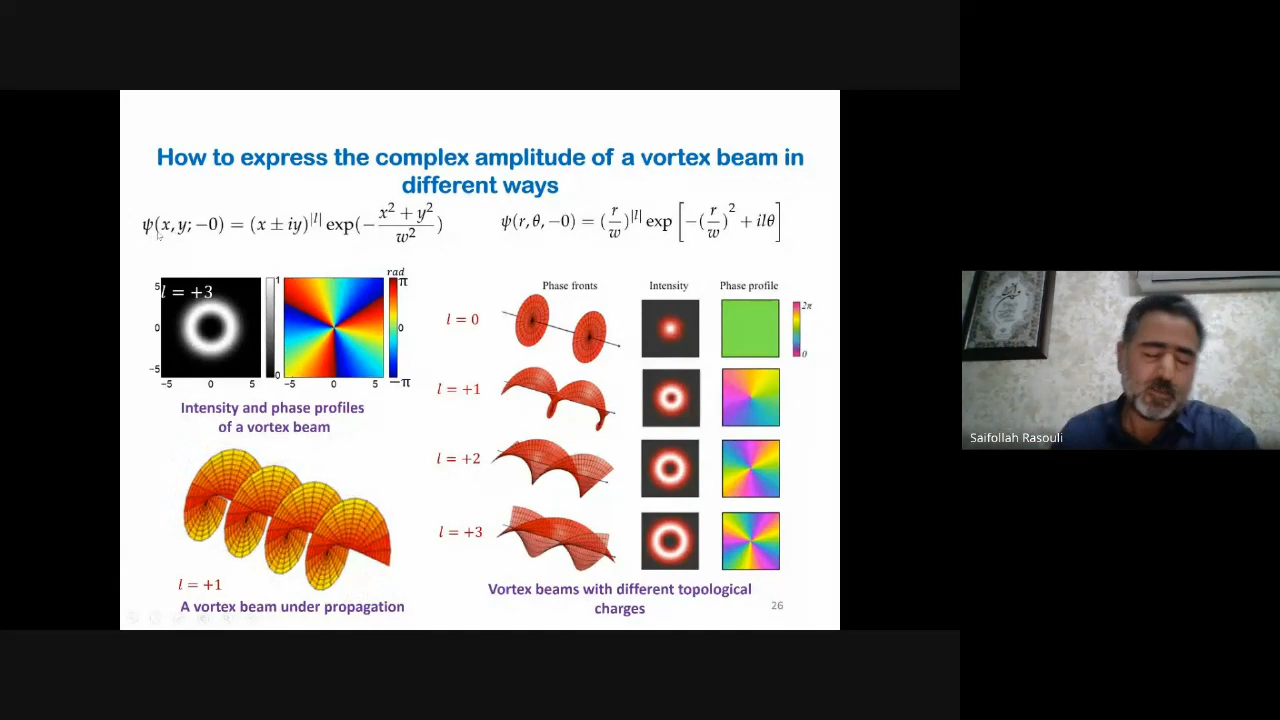 How to express the complex amplitude of a vortex beam in
different ways
ψ(x, y; −0) = (x ± iy)^|l| exp(−(x² + y²)/w²)
ψ(r, θ, −0) = (r/w)^|l| exp[−(r/w)² + ilθ]
l = +3
5
0
−5
−5 0 5
1
0
−5 0 5
rad
π
0
−π
Intensity and phase profiles
of a vortex beam
l = +1
A vortex beam under propagation
Phase fronts Intensity Phase profile
l = 0
2π
0
l = +1
l = +2
l = +3
Vortex beams with different topological
charges
26
Saifollah Rasouli